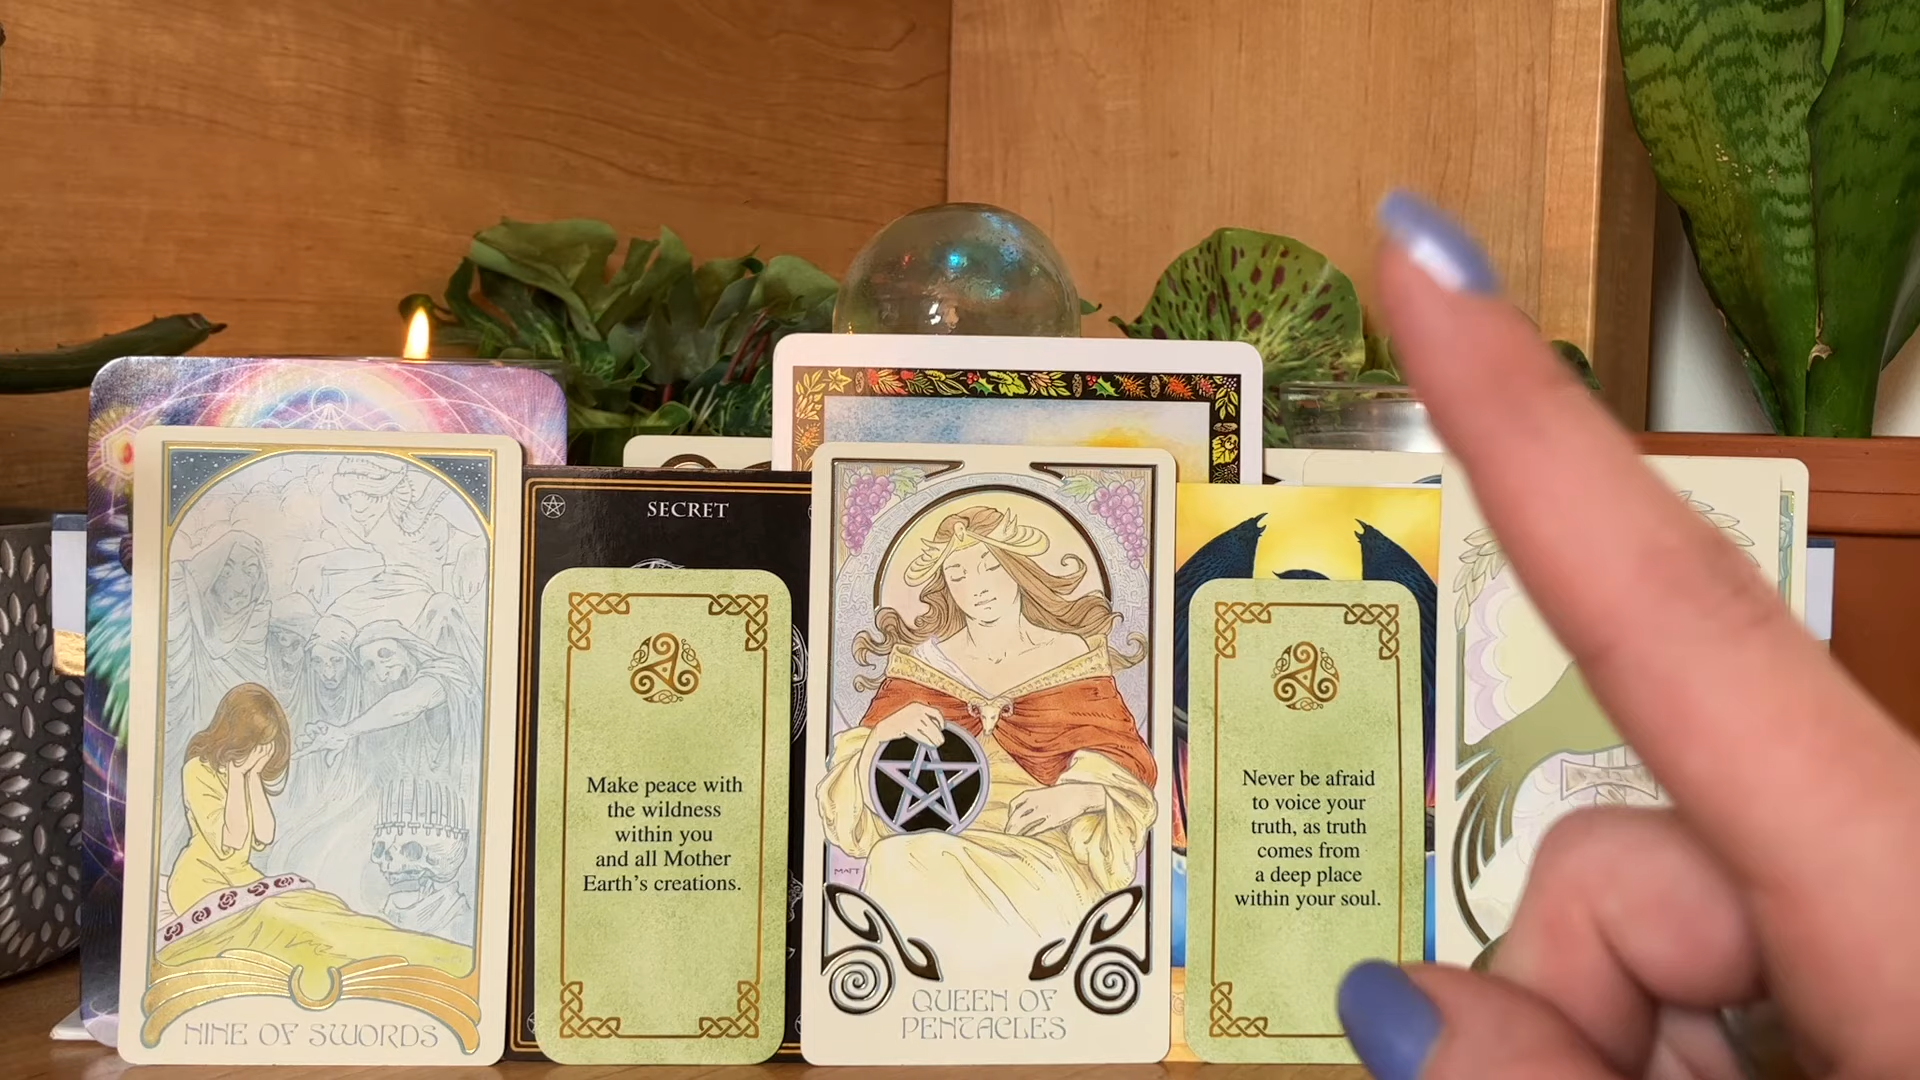 SECRET
NINE OF SWORDS
Make peace with
the wildness
within you
and all Mother
Earth's creations.
MATT
QUEEN OF
PENTACLES
Never be afraid
to voice your
truth, as truth
comes from
a deep place
within your soul.